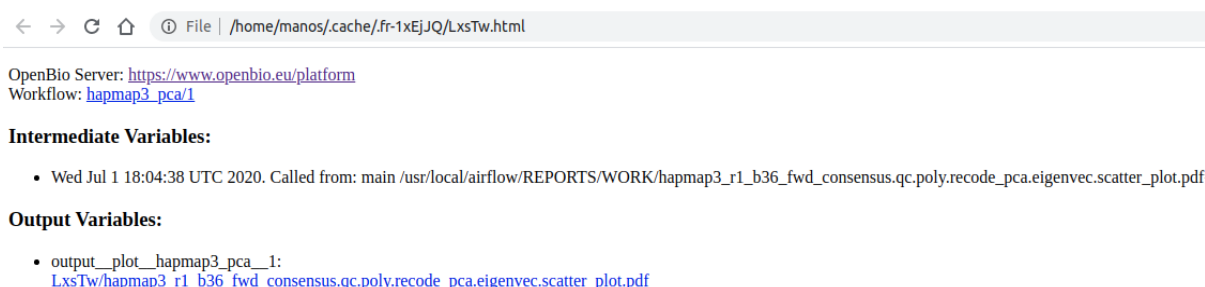 File | /home/manos/.cache/.fr-1xEjJQ/LxsTw.html
OpenBio Server: https://www.openbio.eu/platform
Workflow: hapmap3_pca/1
Intermediate Variables:
• Wed Jul 1 18:04:38 UTC 2020. Called from: main /usr/local/airflow/REPORTS/WORK/hapmap3_r1_b36_fwd_consensus.qc.poly.recode_pca.eigenvec.scatter_plot.pdf
Output Variables:
• output__plot__hapmap3_pca__1:
LxsTw/hapmap3_r1_b36_fwd_consensus.qc.poly.recode_pca.eigenvec.scatter_plot.pdf